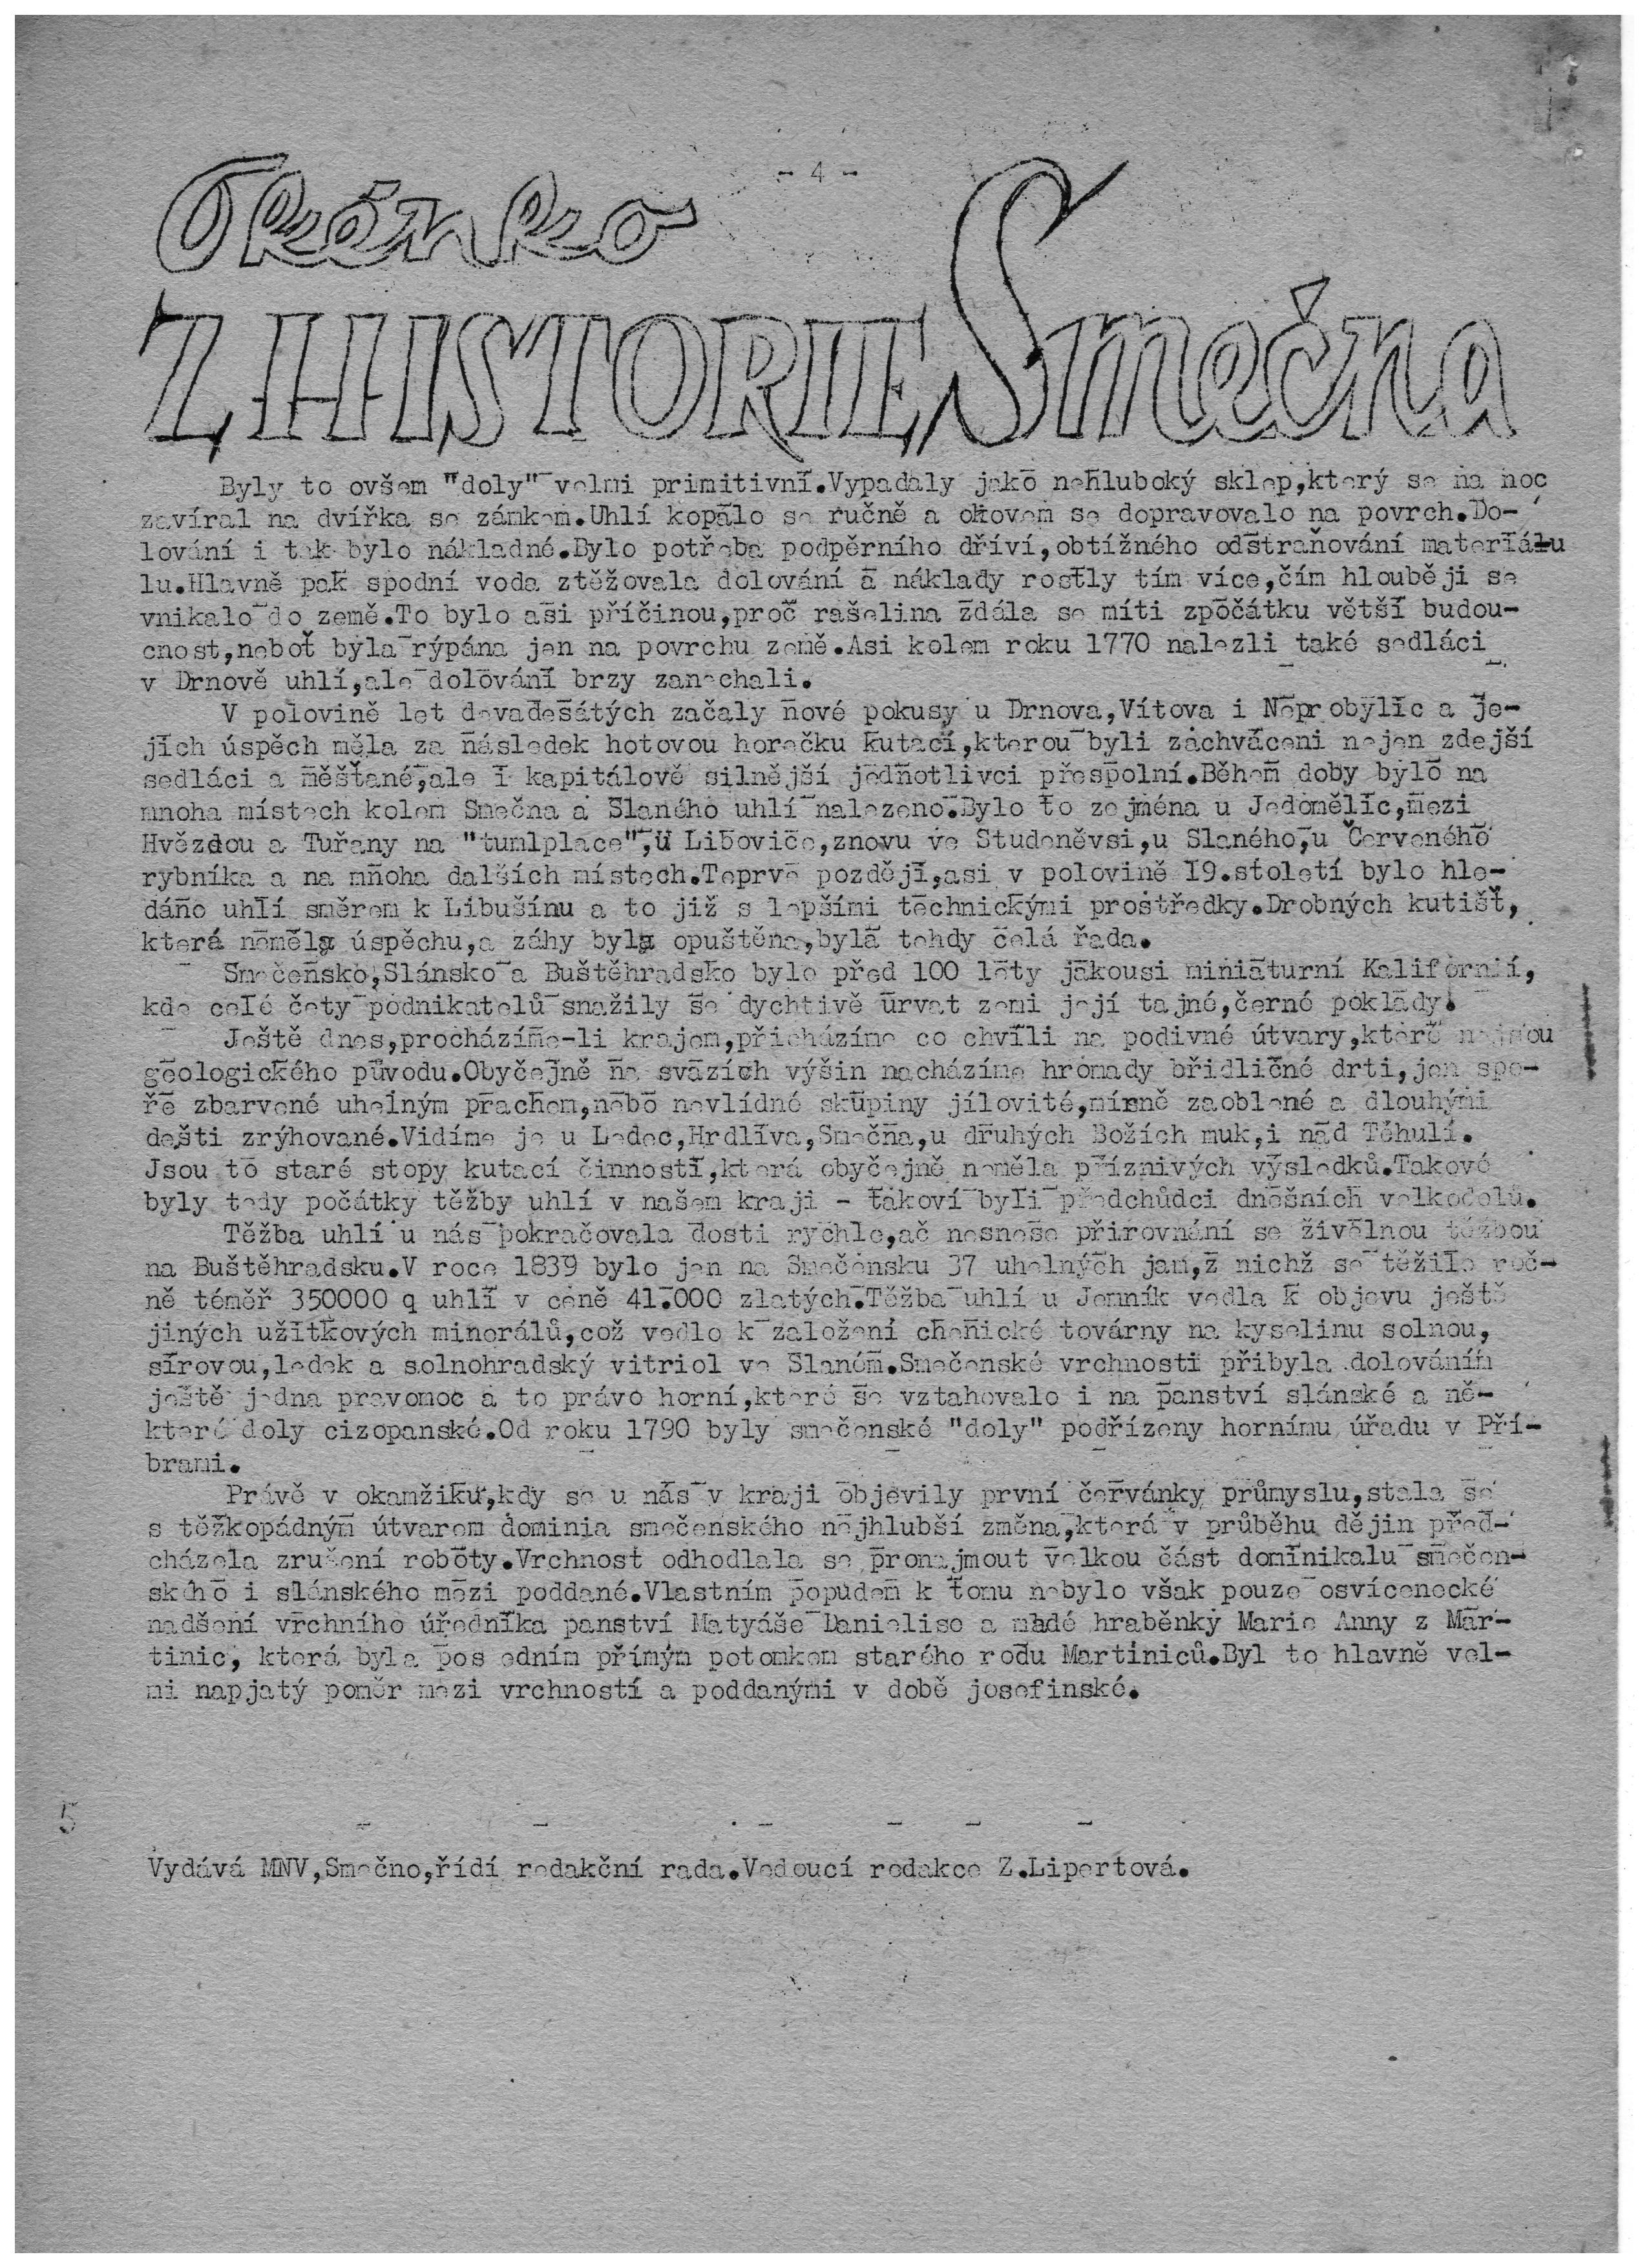 - 4 -
Okénko
Z HISTORIE Smečna
Byly to ovšem "doly" velmi primitivní.Vypadaly jako nehluboký sklep,který se na noc
zavíral na dvířka se zámkem.Uhlí kopalo se ručně a okovem se dopravovalo na povrch.Do-
lování i tak bylo nákladné.Bylo potřeba podpěrního dříví,obtížného odstraňování materiálu
lu.Hlavně pak spodní voda ztěžovala dolování a náklady rostly tím více,čím hlouběji se
vnikalo do země.To bylo asi příčinou,proč rašelina zdála se míti zpočátku větší budou-
cnost,neboť byla rýpána jen na povrchu země.Asi kolem roku 1770 nalezli také sedláci
v Drnově uhlí,ale dolování brzy zanechali.
V polovině let devadesátých začaly nové pokusy u Drnova,Vítova i Neprobylic a je-
jich úspěch měla za následek hotovou horečku kutací,kterou byli zachváceni nejen zdejší
sedláci a měšťané,ale i kapitálově silnější jednotlivci přespolní.Během doby bylo na
mnoha místech kolem Smečna a Slaného uhlí nalezeno.Bylo to zejména u Jedomělic,mezi
Hvězdou a Tuřany na "tumlplace",u Libovice,znovu ve Studeněvsi,u Slaného,u Červeného
rybníka a na mnoha dalších místech.Teprve později,asi v polovině 19.století bylo hle-
dáno uhlí směrem k Libušínu a to již s lepšími technickými prostředky.Drobných kutišť,
která neměla úspěchu,a záhy byla opuštěna,byla tehdy celá řada.
Smečensko,Slánsko a Buštěhradsko bylo před 100 léty jakousi miniaturní Kalifornií,
kde celé čety podnikatelů snažily se dychtivě urvat zemi její tajné,černé poklady.
Ještě dnes,procházíme-li krajem,přicházíme co chvíli na podivné útvary,které nejsou
geologického původu.Obyčejně na svazích výšin nacházíme hromady břidličné drti,jen spo-
ře zbarvené uhelným prachem,nebo nevlídné skupiny jílovité,mírně zaoblené a dlouhými
dešti zrýhované.Vidíme je u Ledec,Hrdlíva,Smečna,u druhých Božích muk,i nad Těhulí.
Jsou to staré stopy kutací činnosti,která obyčejně neměla příznivých výsledků.Takové
byly tedy počátky těžby uhlí v našem kraji - takoví byli předchůdci dnešních velkodolů.
Těžba uhlí u nás pokračovala dosti rychle,ač nesnese přirovnání se živelnou těžbou
na Buštěhradsku.V roce 1839 bylo jen na Smečensku 37 uhelných jam,z nichž se těžilo roč-
ně téměř 350000 q uhlí v ceně 41.000 zlatých.Těžba uhlí u Jemník vedla k objevu ještě
jiných užitkových minerálů,což vedlo k založení chemické továrny na kyselinu solnou,
sírovou,ledek a solnohradský vitriol ve Slaném.Smečenské vrchnosti přibyla dolováním
ještě jedna pravomoc a to právo horní,které se vztahovalo i na panství slánské a ně-
které doly cizopanské.Od roku 1790 byly smečenské "doly" podřízeny hornímu úřadu v Pří-
brami.
Právě v okamžiku,kdy se u nás v kraji objevily první červánky průmyslu,stala se
s těžkopádným útvarem dominia smečenského nejhlubší změna,která v průběhu dějin před-
cházela zrušení roboty.Vrchnost odhodlala se pronajmout velkou část dominikalu smečen-
ského i slánského mezi poddané.Vlastním popudem k tomu nebylo však pouze osvícenecké
nadšení vrchního úředníka panství Matyáše Danielise a mladé hraběnky Marie Anny z Mar-
tinic, která byla posledním přímým potomkem starého rodu Martiniců.Byl to hlavně vel-
mi napjatý poměr mezi vrchností a poddanými v době josefinské.
5
- - - - - -
Vydává MNV,Smečno,řídí redakční rada.Vedoucí redakce Z.Lipertová.